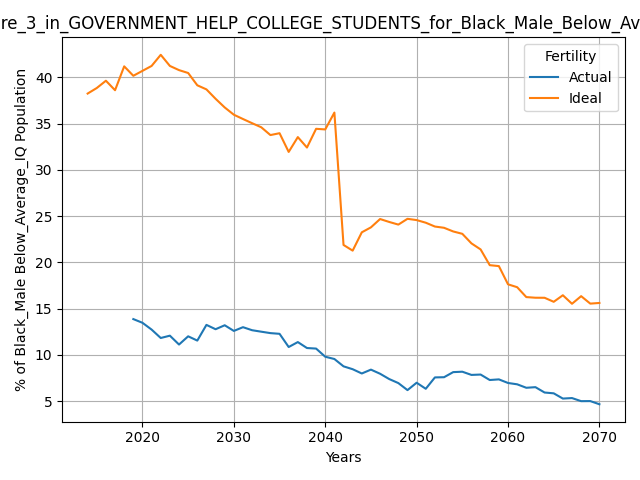 re_3_in_GOVERNMENT_HELP_COLLEGE_STUDENTS_for_Black_Male_Below_Av
% of Black_Male Below_Average_IQ Population
40
35
30
25
20
15
10
5
Fertility
Actual
Ideal
2020 2030 2040 2050 2060 2070
Years